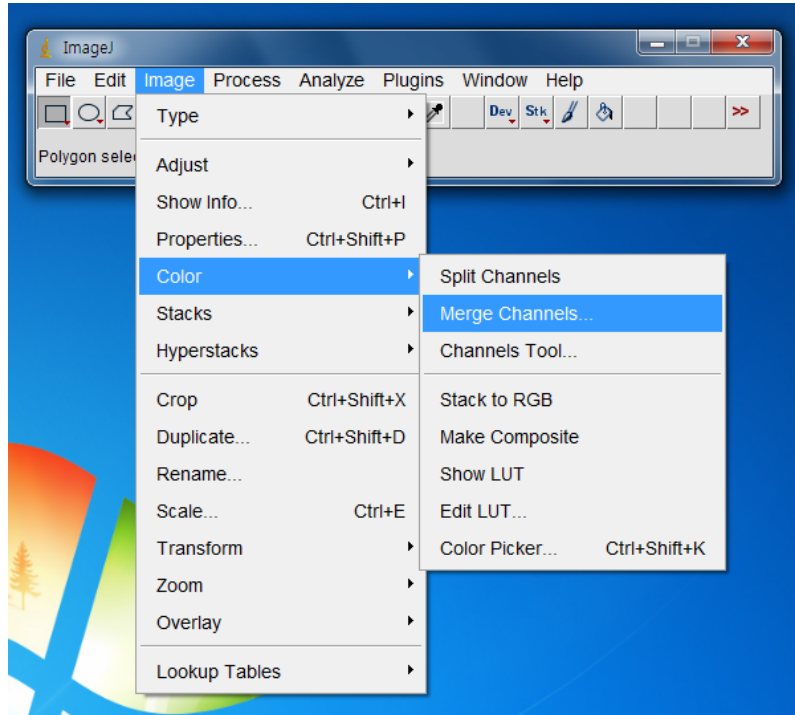 ImageJ
File Edit Image Process Analyze Plugins Window Help
Dev Stk >>
Polygon sele
Type
Adjust
Show Info... Ctrl+I
Properties... Ctrl+Shift+P
Color
Stacks
Hyperstacks
Crop Ctrl+Shift+X
Duplicate... Ctrl+Shift+D
Rename...
Scale... Ctrl+E
Transform
Zoom
Overlay
Lookup Tables
Split Channels
Merge Channels...
Channels Tool...
Stack to RGB
Make Composite
Show LUT
Edit LUT...
Color Picker... Ctrl+Shift+K